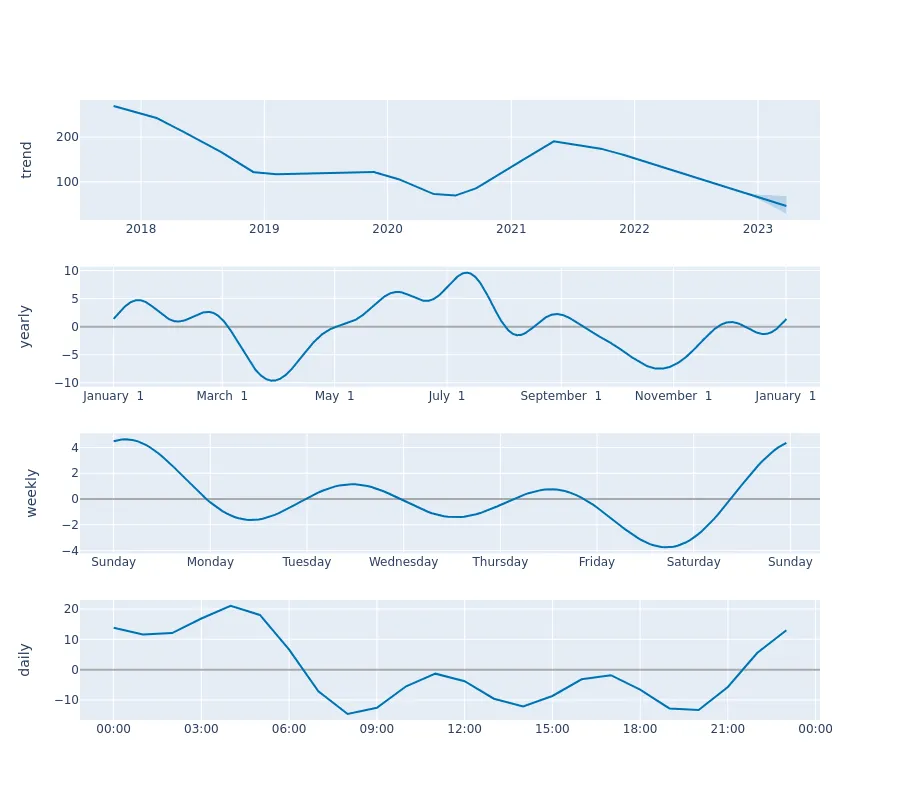 trend
200
100
2018 2019 2020 2021 2022 2023
yearly
10
5
0
−5
−10
January 1 March 1 May 1 July 1 September 1 November 1 January 1
weekly
4
2
0
−2
−4
Sunday Monday Tuesday Wednesday Thursday Friday Saturday Sunday
daily
20
10
0
−10
00:00 03:00 06:00 09:00 12:00 15:00 18:00 21:00 00:00